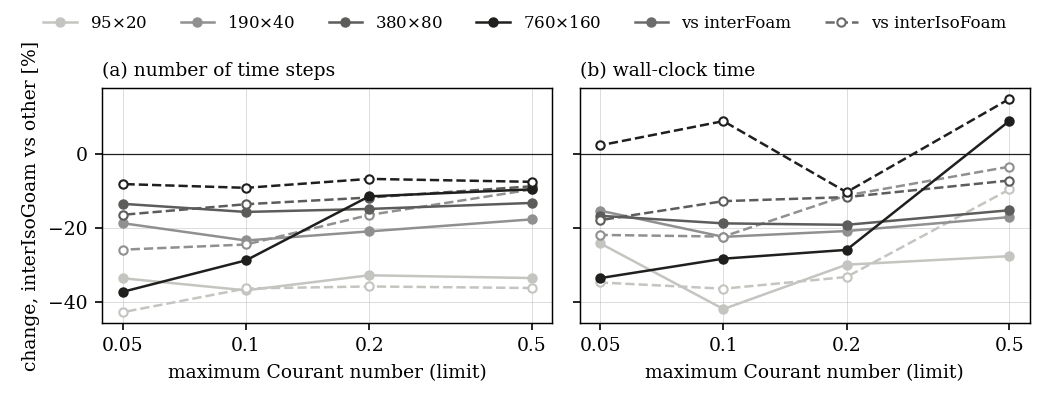 95×20 190×40 380×80 760×160 vs interFoam vs interIsoFoam
(a) number of time steps
(b) wall-clock time
change, interIsoGoam vs other [%]
0
−20
−40
0.05 0.1 0.2 0.5
0.05 0.1 0.2 0.5
maximum Courant number (limit)
maximum Courant number (limit)